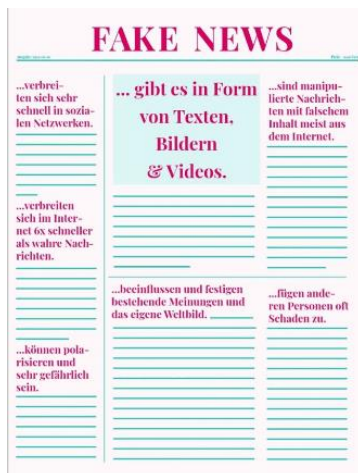 FAKE NEWS
...verbrei-
ten sich sehr
schnell in sozia-
len Netzwerken.
...verbreiten
sich im Inter-
net 6x schneller
als wahre Nach-
richten.
...können pola-
risieren und
sehr gefährlich
sein.
... gibt es in Form
von Texten,
Bildern
& Videos.
...beeinflussen und festigen
bestehende Meinungen und
das eigene Weltbild.
...sind manipu-
lierte Nachrich-
ten mit falschem
Inhalt meist aus
dem Internet.
...fügen ande-
ren Personen oft
Schaden zu.